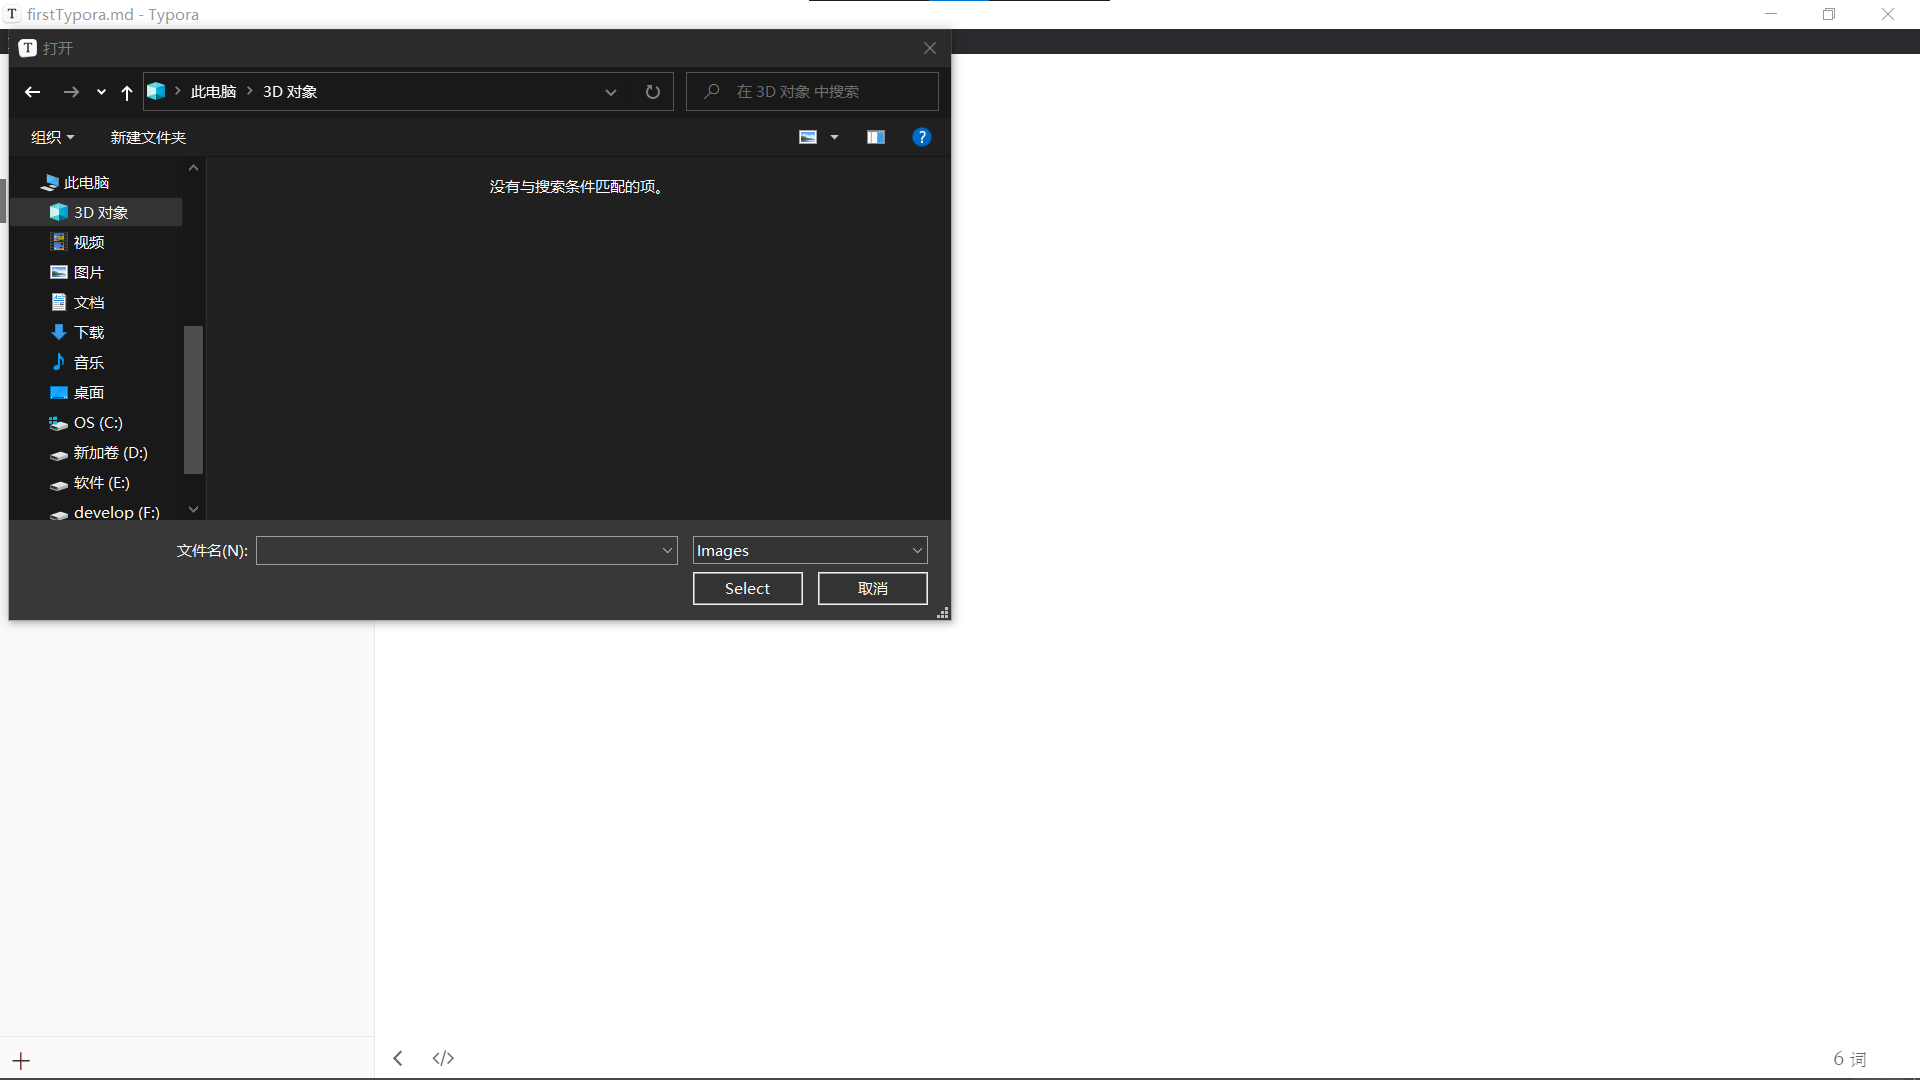 T firstTypora.md - Typora
T 打开
此电脑 3D 对象
在 3D 对象 中搜索
组织 新建文件夹
?
没有与搜索条件匹配的项。
此电脑
3D 对象
视频
图片
文档
下载
音乐
桌面
OS (C:)
新加卷 (D:)
软件 (E:)
develop (F:)
文件名(N):
Images
Select 取消
</>
6 词